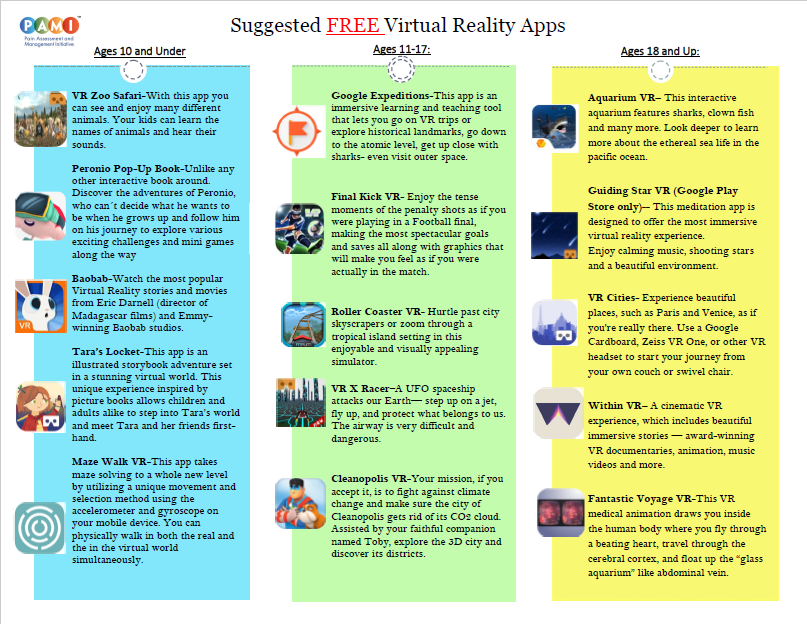 PAMI
Pain Assessment and
Management Initiative
Suggested FREE Virtual Reality Apps
Ages 10 and Under
VR Zoo Safari–With this app you
can see and enjoy many different
animals. Your kids can learn the
names of animals and hear their
sounds.
Peronio Pop-Up Book–Unlike any
other interactive book around.
Discover the adventures of Peronio,
who can´t decide what he wants to
be when he grows up and follow him
on his journey to explore various
exciting challenges and mini games
along the way
Baobab–Watch the most popular
Virtual Reality stories and movies
from Eric Darnell (director of
Madagascar films) and Emmy-
winning Baobab studios.
VR
Tara's Locket–This app is an
illustrated storybook adventure set
in a stunning virtual world. This
unique experience inspired by
picture books allows children and
adults alike to step into Tara's world
and meet Tara and her friends first-
hand.
Maze Walk VR–This app takes
maze solving to a whole new level
by utilizing a unique movement and
selection method using the
accelerometer and gyroscope on
your mobile device. You can
physically walk in both the real and
the in the virtual world
simultaneously.
Ages 11-17:
Google Expeditions–This app is an
immersive learning and teaching tool
that lets you go on VR trips or
explore historical landmarks, go down
to the atomic level, get up close with
sharks– even visit outer space.
Final Kick VR– Enjoy the tense
moments of the penalty shots as if you
were playing in a Football final,
making the most spectacular goals
and saves all along with graphics that
will make you feel as if you were
actually in the match.
Roller Coaster VR– Hurtle past city
skyscrapers or zoom through a
tropical island setting in this
enjoyable and visually appealing
simulator.
VR X Racer–A UFO spaceship
attacks our Earth— step up on a jet,
fly up, and protect what belongs to us.
The airway is very difficult and
dangerous.
Cleanopolis VR–Your mission, if you
accept it, is to fight against climate
change and make sure the city of
Cleanopolis gets rid of its CO2 cloud.
Assisted by your faithful companion
named Toby, explore the 3D city and
discover its districts.
Ages 18 and Up:
Aquarium VR– This interactive
aquarium features sharks, clown fish
and many more. Look deeper to learn
more about the ethereal sea life in the
pacific ocean.
Guiding Star VR (Google Play
Store only)-- This meditation app is
designed to offer the most immersive
virtual reality experience.
Enjoy calming music, shooting stars
and a beautiful environment.
VR Cities- Experience beautiful
places, such as Paris and Venice, as if
you're really there. Use a Google
Cardboard, Zeiss VR One, or other VR
headset to start your journey from
your own couch or swivel chair.
Within VR– A cinematic VR
experience, which includes beautiful
immersive stories — award-winning
VR documentaries, animation, music
videos and more.
Fantastic Voyage VR–This VR
medical animation draws you inside
the human body where you fly through
a beating heart, travel through the
cerebral cortex, and float up the “glass
aquarium” like abdominal vein.